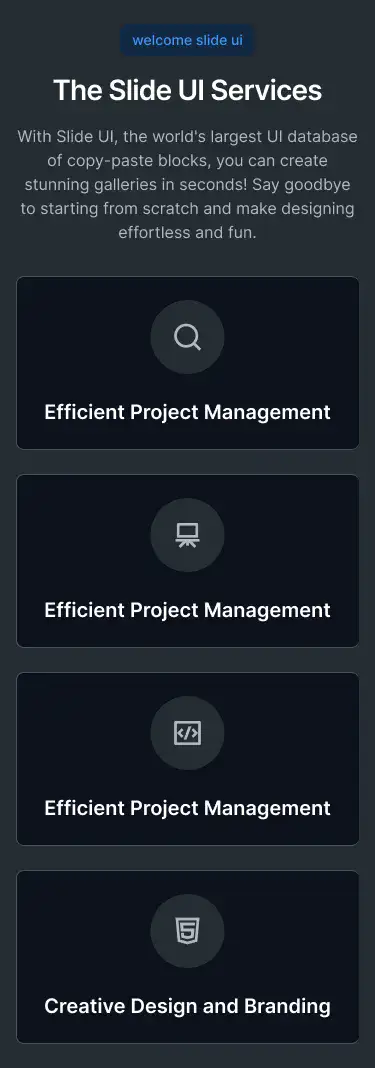 welcome slide ui
The Slide UI Services
With Slide UI, the world's largest UI database
of copy-paste blocks, you can create
stunning galleries in seconds! Say goodbye
to starting from scratch and make designing
effortless and fun.
Efficient Project Management
Efficient Project Management
Efficient Project Management
Creative Design and Branding